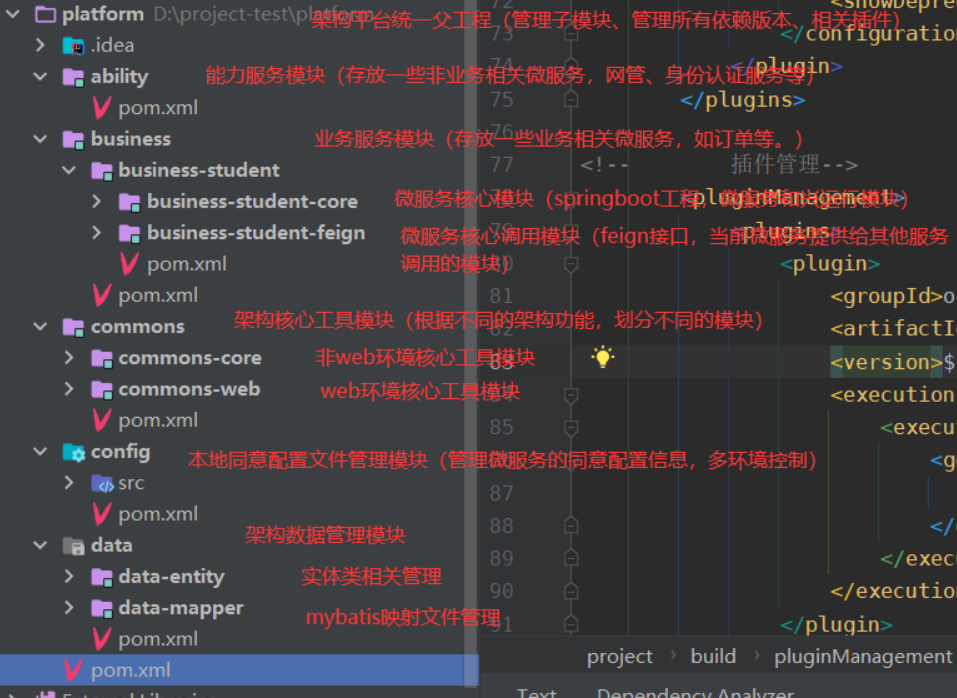 platform D:\project-test\platform
架构平台统一父工程（管理子模块、管理所有依赖版本、相关插件）
.idea
ability
能力服务模块（存放一些非业务相关微服务，网管、身份认证服务等）
pom.xml
business
业务服务模块（存放一些业务相关微服务，如订单等。）
business-student
business-student-core
微服务核心模块（springboot工程，微服务和以运行模块）
business-student-feign
微服务核心调用模块（feign接口，当前微服务提供给其他服务
调用的模块）
pom.xml
pom.xml
commons
架构核心工具模块（根据不同的架构功能，划分不同的模块）
commons-core
非web环境核心工具模块
commons-web
web环境核心工具模块
pom.xml
config
本地同意配置文件管理模块（管理微服务的同意配置信息，多环境控制）
src
pom.xml
data
架构数据管理模块
data-entity
实体类相关管理
data-mapper
mybatis映射文件管理
pom.xml
pom.xml
72 <showDepre
73 </configuration
74 </plugin>
75 </plugins>
76
77 <!-- 插件管理-->
<pluginManagement>
79 <plugins>
80 <plugin>
81 <groupId>o
82 <artifactI
83 <version>$
<execution
85 <execu
<g
87
88 </
89 </exec
90 </execution
91 </plugin>
project › build › pluginManagement
Text Dependency Analyzer